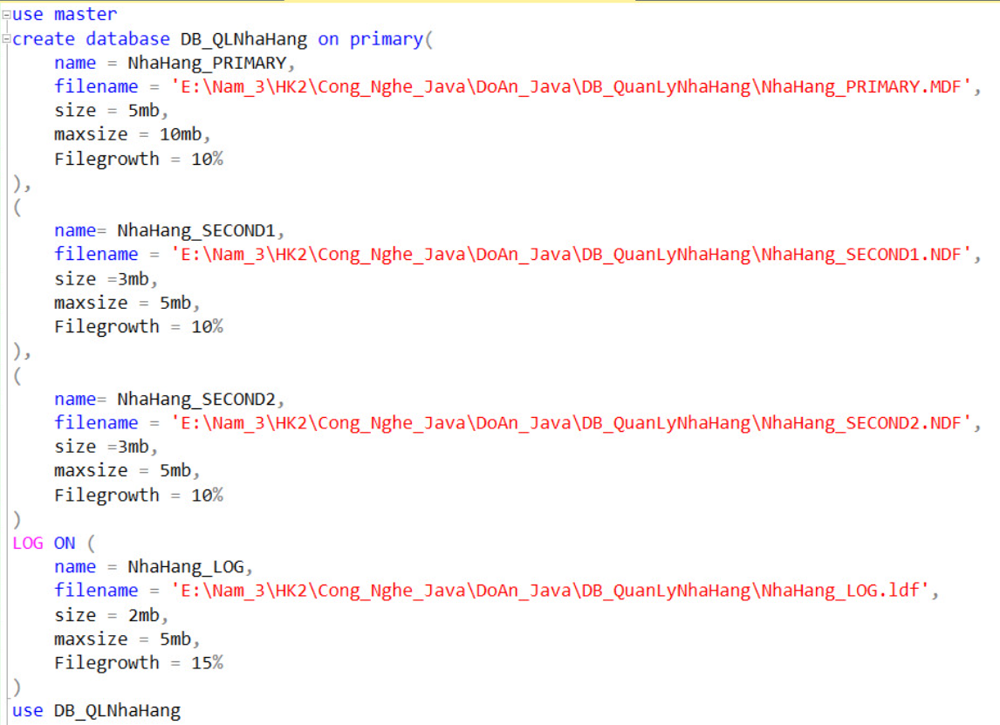 use master
create database DB_QLNhaHang on primary(
name = NhaHang_PRIMARY,
filename = 'E:\Nam_3\HK2\Cong_Nghe_Java\DoAn_Java\DB_QuanLyNhaHang\NhaHang_PRIMARY.MDF',
size = 5mb,
maxsize = 10mb,
Filegrowth = 10%
),
(
name= NhaHang_SECOND1,
filename = 'E:\Nam_3\HK2\Cong_Nghe_Java\DoAn_Java\DB_QuanLyNhaHang\NhaHang_SECOND1.NDF',
size =3mb,
maxsize = 5mb,
Filegrowth = 10%
),
(
name= NhaHang_SECOND2,
filename = 'E:\Nam_3\HK2\Cong_Nghe_Java\DoAn_Java\DB_QuanLyNhaHang\NhaHang_SECOND2.NDF',
size =3mb,
maxsize = 5mb,
Filegrowth = 10%
)
LOG ON (
name = NhaHang_LOG,
filename = 'E:\Nam_3\HK2\Cong_Nghe_Java\DoAn_Java\DB_QuanLyNhaHang\NhaHang_LOG.ldf',
size = 2mb,
maxsize = 5mb,
Filegrowth = 15%
)
use DB_QLNhaHang